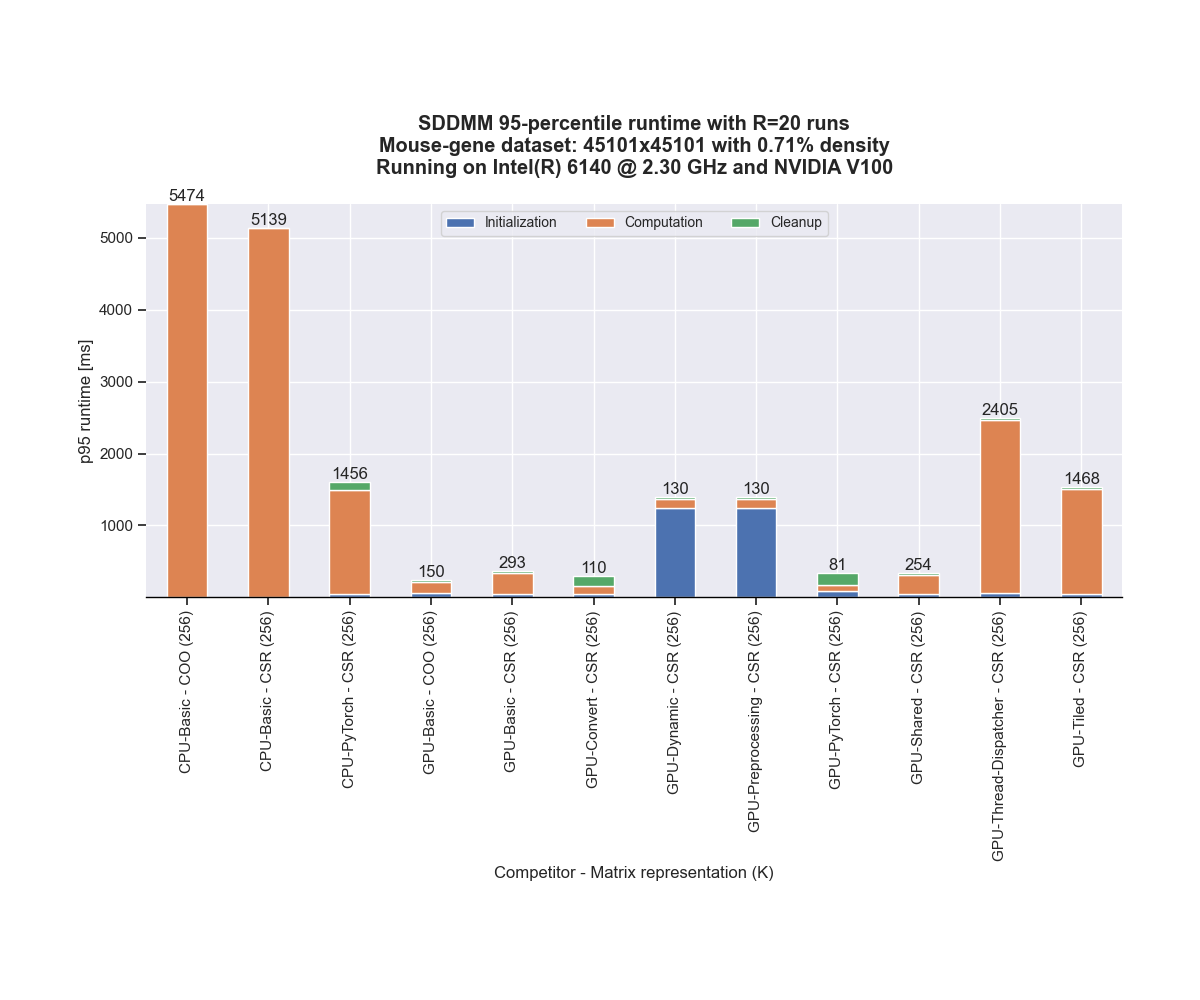 SDDMM 95-percentile runtime with R=20 runs
Mouse-gene dataset: 45101x45101 with 0.71% density
Running on Intel(R) 6140 @ 2.30 GHz and NVIDIA V100
Initialization
Computation
Cleanup
p95 runtime [ms]
5000
4000
3000
2000
1000
5474
5139
1456
150
293
110
130
130
81
254
2405
1468
CPU-Basic - COO (256)
CPU-Basic - CSR (256)
CPU-PyTorch - CSR (256)
GPU-Basic - COO (256)
GPU-Basic - CSR (256)
GPU-Convert - CSR (256)
GPU-Dynamic - CSR (256)
GPU-Preprocessing - CSR (256)
GPU-PyTorch - CSR (256)
GPU-Shared - CSR (256)
GPU-Thread-Dispatcher - CSR (256)
GPU-Tiled - CSR (256)
Competitor - Matrix representation (K)